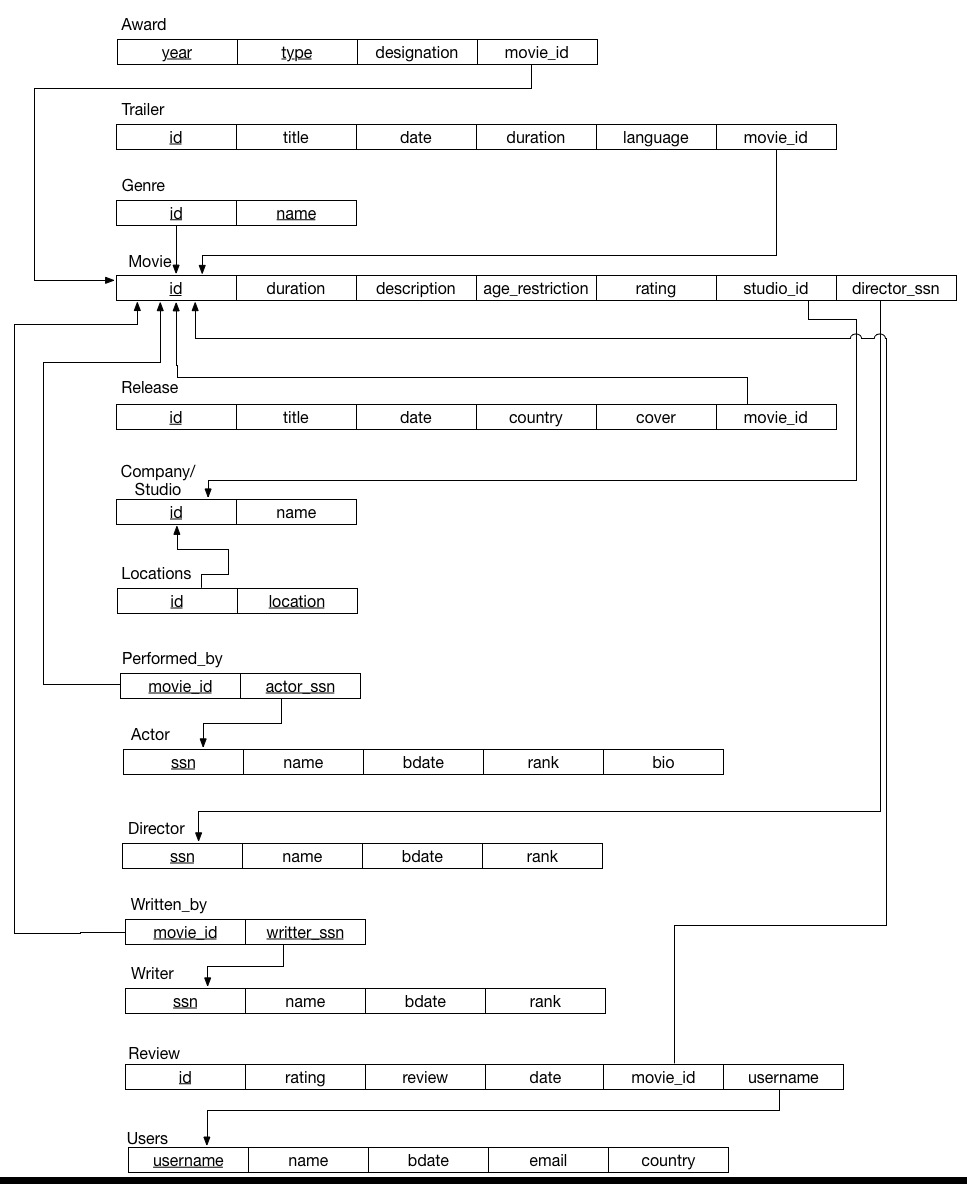 Award
year type designation movie_id
Trailer
id title date duration language movie_id
Genre
id name
Movie
id duration description age_restriction rating studio_id director_ssn
Release
id title date country cover movie_id
Company/
Studio
id name
Locations
id location
Performed_by
movie_id actor_ssn
Actor
ssn name bdate rank bio
Director
ssn name bdate rank
Written_by
movie_id writter_ssn
Writer
ssn name bdate rank
Review
id rating review date movie_id username
Users
username name bdate email country